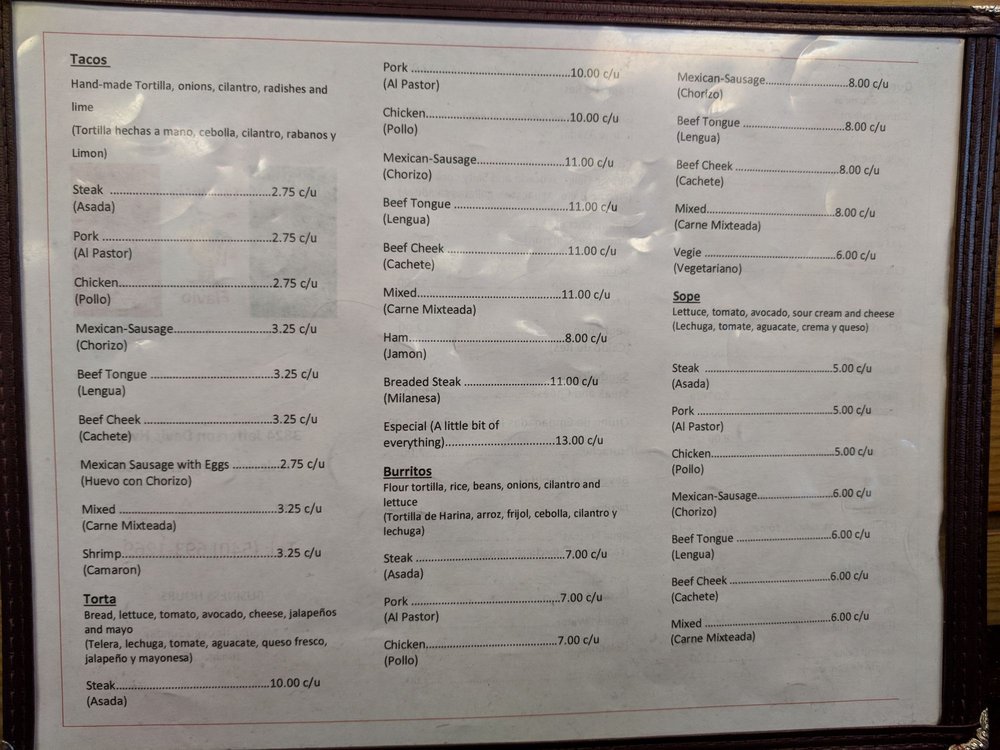 Tacos
Hand-made Tortilla, onions, cilantro, radishes and
lime
(Tortilla hechas a mano, cebolla, cilantro, rabanos y
Limon)
Steak ..........................................2.75 c/u
(Asada)
Pork ............................................2.75 c/u
(Al Pastor)
Chicken........................................2.75 c/u
(Pollo)
Mexican-Sausage.........................3.25 c/u
(Chorizo)
Beef Tongue ................................3.25 c/u
(Lengua)
Beef Cheek ..................................3.25 c/u
(Cachete)
Mexican Sausage with Eggs ..............2.75 c/u
(Huevo con Chorizo)
Mixed ..........................................3.25 c/u
(Carne Mixteada)
Shrimp.........................................3.25 c/u
(Camaron)
Torta
Bread, lettuce, tomato, avocado, cheese, jalapeños
and mayo
(Telera, lechuga, tomate, aguacate, queso fresco,
jalapeño y mayonesa)
Steak..........................................10.00 c/u
(Asada)
Pork ...........................................10.00 c/u
(Al Pastor)
Chicken.......................................10.00 c/u
(Pollo)
Mexican-Sausage........................11.00 c/u
(Chorizo)
Beef Tongue ..............................11.00 c/u
(Lengua)
Beef Cheek ................................11.00 c/u
(Cachete)
Mixed........................................11.00 c/u
(Carne Mixteada)
Ham...........................................8.00 c/u
(Jamon)
Breaded Steak ........................11.00 c/u
(Milanesa)
Especial (A little bit of
everything)...............................13.00 c/u
Burritos
Flour tortilla, rice, beans, onions, cilantro and
lettuce
(Tortilla de Harina, arroz, frijol, cebolla, cilantro y
lechuga)
Steak ..........................................7.00 c/u
(Asada)
Pork ...........................................7.00 c/u
(Al Pastor)
Chicken......................................7.00 c/u
(Pollo)
Mexican-Sausage.......................8.00 c/u
(Chorizo)
Beef Tongue .............................8.00 c/u
(Lengua)
Beef Cheek ...............................8.00 c/u
(Cachete)
Mixed.......................................8.00 c/u
(Carne Mixteada)
Vegie .......................................6.00 c/u
(Vegetariano)
Sope
Lettuce, tomato, avocado, sour cream and cheese
(Lechuga, tomate, aguacate, crema y queso)
Steak .......................................5.00 c/u
(Asada)
Pork ........................................5.00 c/u
(Al Pastor)
Chicken....................................5.00 c/u
(Pollo)
Mexican-Sausage......................6.00 c/u
(Chorizo)
Beef Tongue ............................6.00 c/u
(Lengua)
Beef Cheek ..............................6.00 c/u
(Cachete)
Mixed ......................................6.00 c/u
(Carne Mixteada)